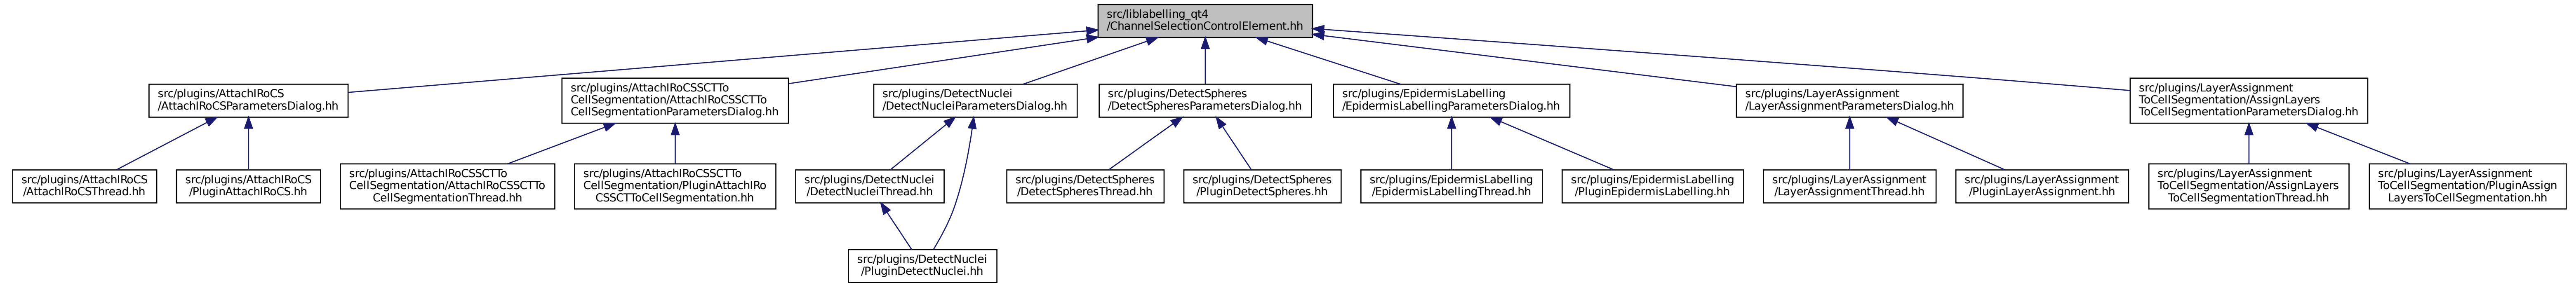 src/liblabelling_qt4
/ChannelSelectionControlElement.hh
src/plugins/AttachIRoCS
/AttachIRoCSParametersDialog.hh
src/plugins/AttachIRoCSSCTTo
CellSegmentation/AttachIRoCSSCTTo
CellSegmentationParametersDialog.hh
src/plugins/DetectNuclei
/DetectNucleiParametersDialog.hh
src/plugins/DetectSpheres
/DetectSpheresParametersDialog.hh
src/plugins/EpidermisLabelling
/EpidermisLabellingParametersDialog.hh
src/plugins/LayerAssignment
/LayerAssignmentParametersDialog.hh
src/plugins/LayerAssignment
ToCellSegmentation/AssignLayers
ToCellSegmentationParametersDialog.hh
src/plugins/AttachIRoCS
/AttachIRoCSThread.hh
src/plugins/AttachIRoCS
/PluginAttachIRoCS.hh
src/plugins/AttachIRoCSSCTTo
CellSegmentation/AttachIRoCSSCTTo
CellSegmentationThread.hh
src/plugins/AttachIRoCSSCTTo
CellSegmentation/PluginAttachIRo
CSSCTToCellSegmentation.hh
src/plugins/DetectNuclei
/DetectNucleiThread.hh
src/plugins/DetectSpheres
/DetectSpheresThread.hh
src/plugins/DetectSpheres
/PluginDetectSpheres.hh
src/plugins/EpidermisLabelling
/EpidermisLabellingThread.hh
src/plugins/EpidermisLabelling
/PluginEpidermisLabelling.hh
src/plugins/LayerAssignment
/LayerAssignmentThread.hh
src/plugins/LayerAssignment
/PluginLayerAssignment.hh
src/plugins/LayerAssignment
ToCellSegmentation/AssignLayers
ToCellSegmentationThread.hh
src/plugins/LayerAssignment
ToCellSegmentation/PluginAssign
LayersToCellSegmentation.hh
src/plugins/DetectNuclei
/PluginDetectNuclei.hh